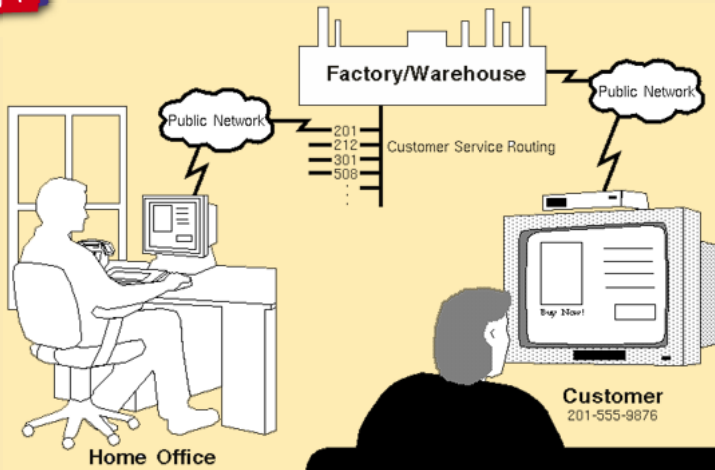 Factory/Warehouse
Public Network
Public Network
201
212
301
508
Customer Service Routing
Buy Now!
Customer
201-555-9876
Home Office